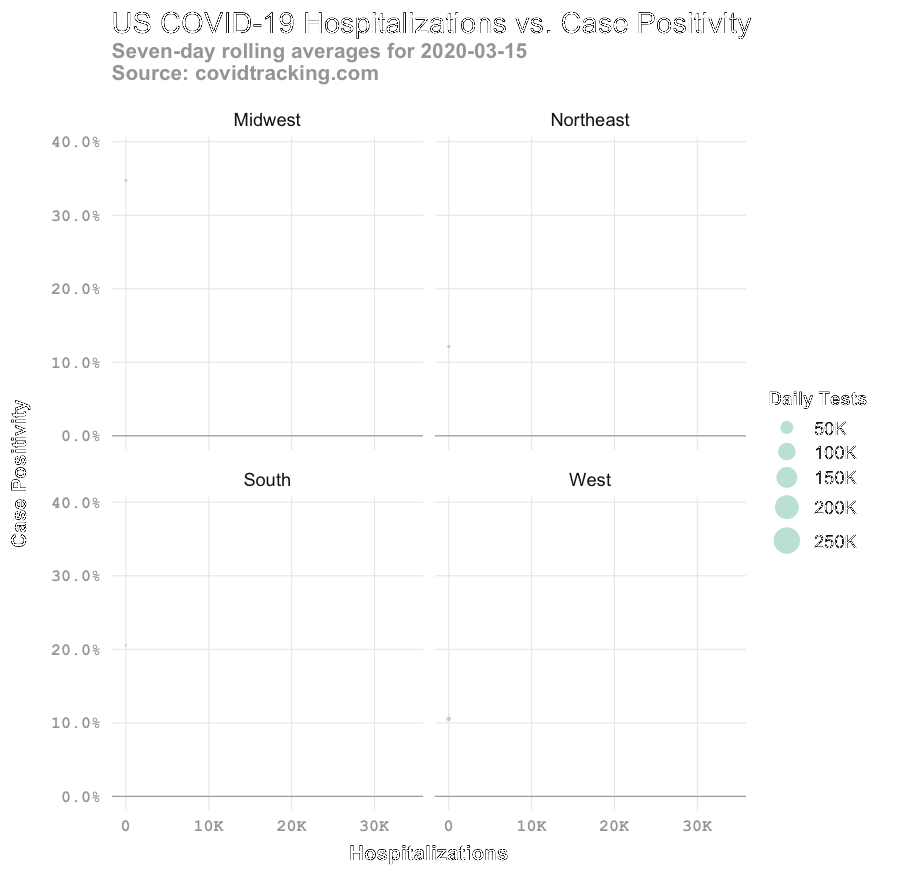 US COVID-19 Hospitalizations vs. Case Positivity
Seven-day rolling averages for 2020-03-15
Source: covidtracking.com
Midwest
Northeast
40.0%
30.0%
20.0%
10.0%
0.0%
South
West
40.0%
30.0%
20.0%
10.0%
0.0%
0 10K 20K 30K
0 10K 20K 30K
Hospitalizations
Case Positivity
Daily Tests
50K
100K
150K
200K
250K